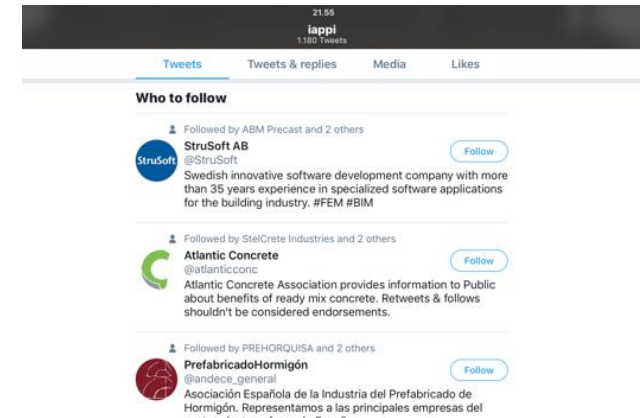 21.55
iappi
1.180 Tweets
Tweets Tweets & replies Media Likes
Who to follow
Followed by ABM Precast and 2 others
StruSoft
StruSoft AB
Follow
@StruSoft
Swedish innovative software development company with more
than 35 years experience in specialized software applications
for the building industry. #FEM #BIM
Followed by StelCrete Industries and 2 others
Atlantic Concrete
Follow
@atlanticconc
Atlantic Concrete Association provides information to Public
about benefits of ready mix concrete. Retweets & follows
shouldn't be considered endorsements.
Followed by PREHORQUISA and 2 others
PrefabricadoHormigón
Follow
@andece_general
Asociación Española de la Industria del Prefabricado de
Hormigón. Representamos a las principales empresas del